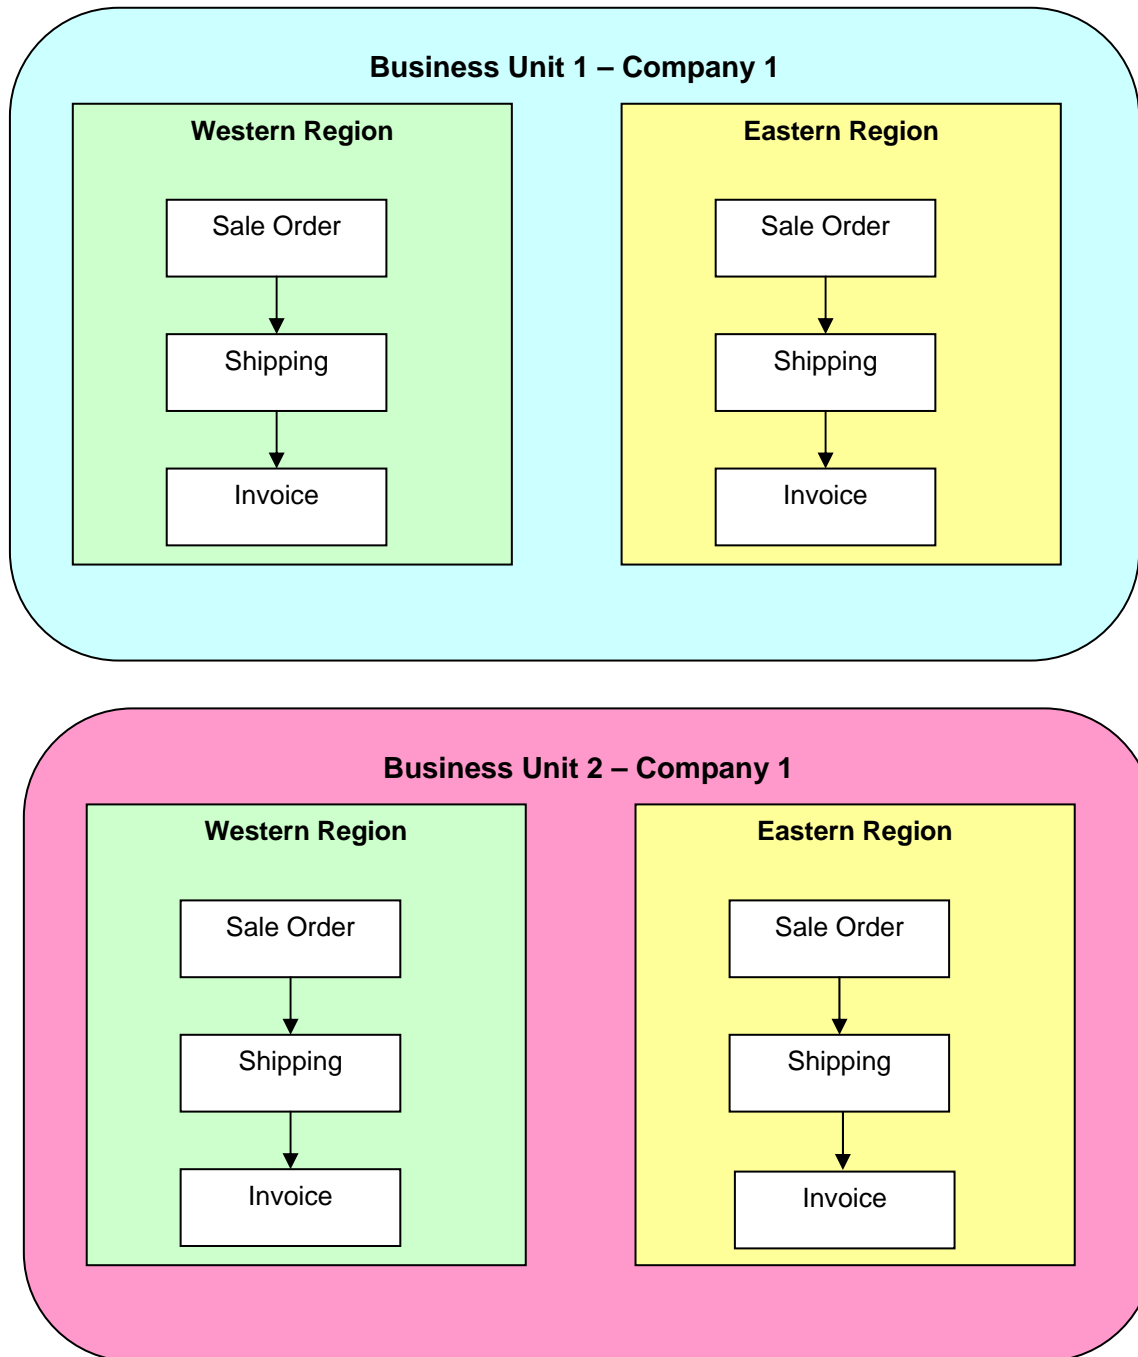 Business Unit 1 – Company 1
Western Region
Sale Order
Shipping
Invoice
Eastern Region
Sale Order
Shipping
Invoice
Business Unit 2 – Company 1
Western Region
Sale Order
Shipping
Invoice
Eastern Region
Sale Order
Shipping
Invoice